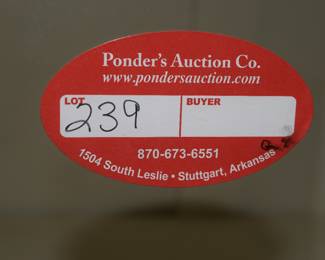 Ponder's Auction Co.
www.pondersauction.com
LOT BUYER
239
870-673-6551
1504 South Leslie • Stuttgart, Arkansas